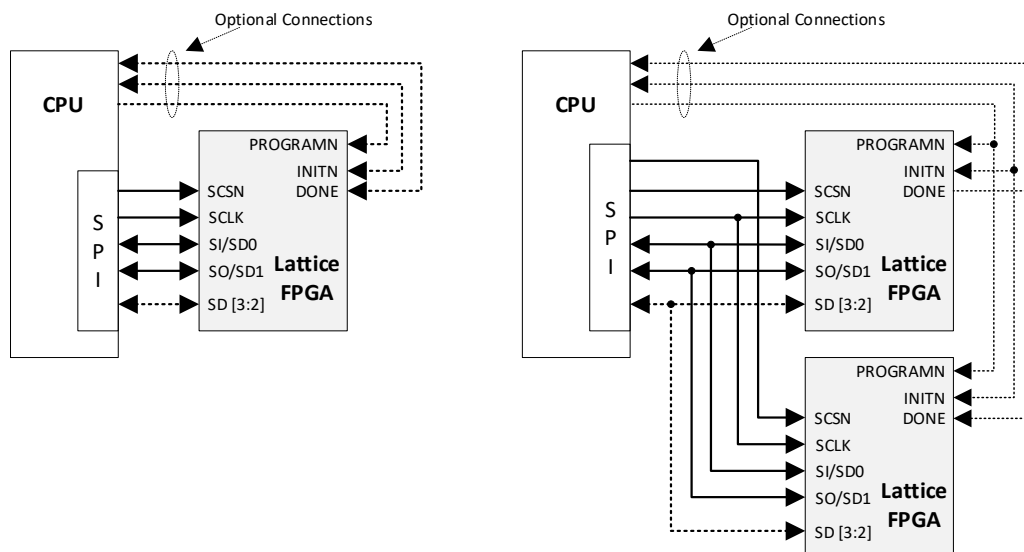 Optional Connections
CPU
PROGRAMN
INITN
DONE
SCSN
SCLK
SI/SD0
SO/SD1
SD [3:2]
Lattice
FPGA
S
P
I
Optional Connections
CPU
PROGRAMN
INITN
DONE
SCSN
SCLK
SI/SD0
SO/SD1
SD [3:2]
Lattice
FPGA
S
P
I
PROGRAMN
INITN
DONE
SCSN
SCLK
SI/SD0
SO/SD1
SD [3:2]
Lattice
FPGA